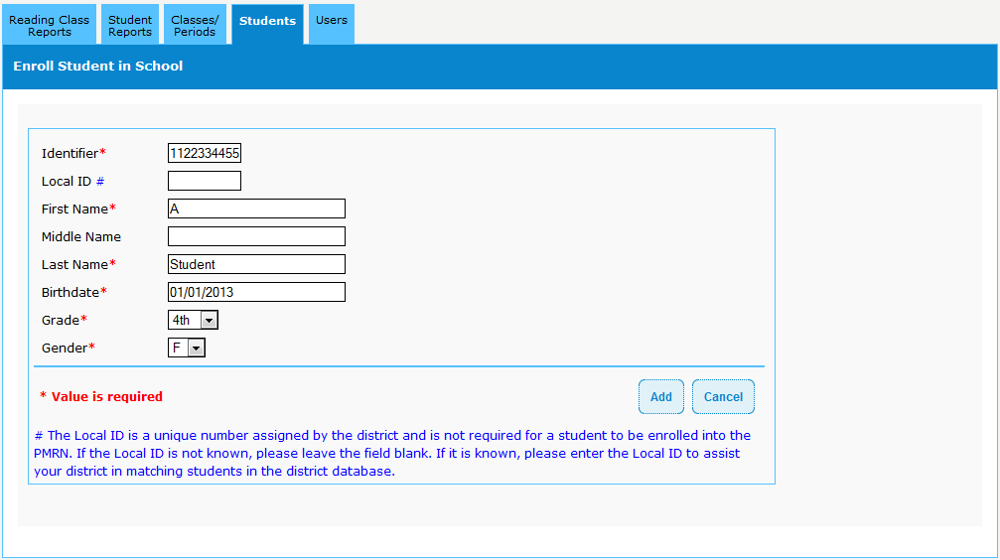 Reading Class Reports
Student Reports
Classes/ Periods
Students
Users
Enroll Student in School
Identifier* 1122334455
Local ID #
First Name* A
Middle Name
Last Name* Student
Birthdate* 01/01/2013
Grade* 4th
Gender* F
* Value is required
Add
Cancel
# The Local ID is a unique number assigned by the district and is not required for a student to be enrolled into the
PMRN. If the Local ID is not known, please leave the field blank. If it is known, please enter the Local ID to assist
your district in matching students in the district database.